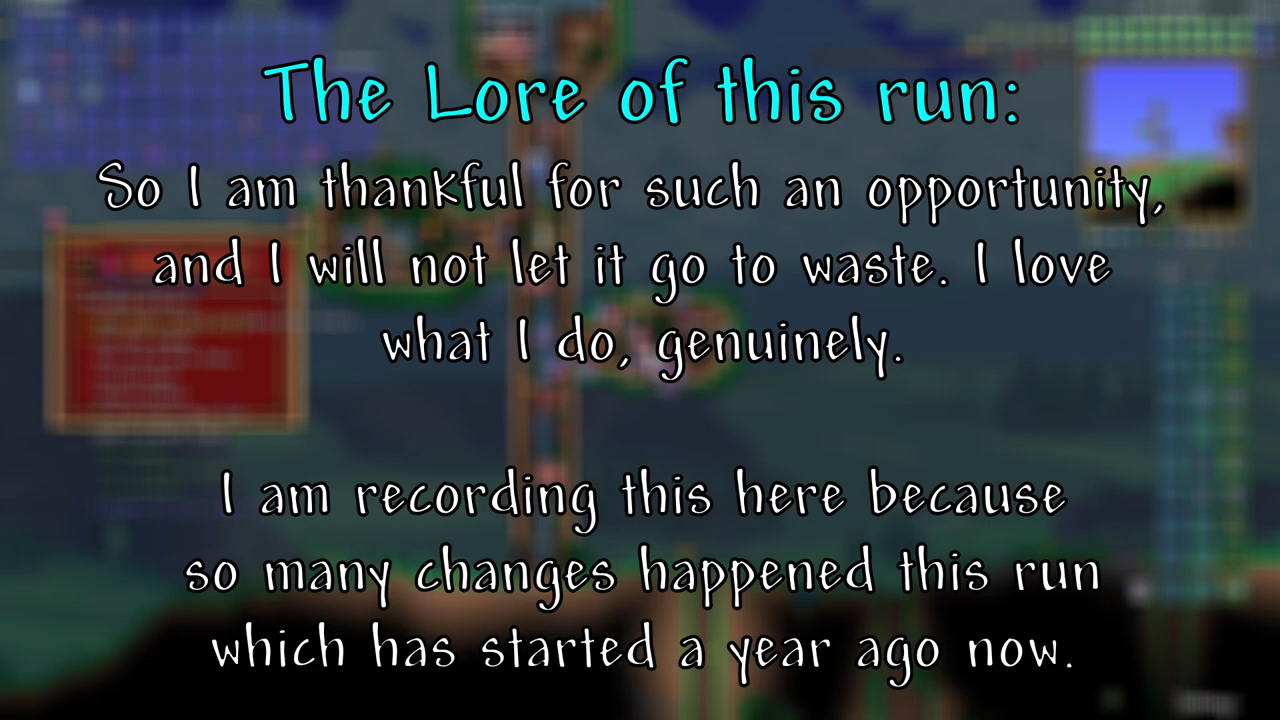 The Lore of this run:
So I am thankful for such an opportunity,
and I will not let it go to waste. I love
what I do, genuinely.
I am recording this here because
so many changes happened this run
which has started a year ago now.